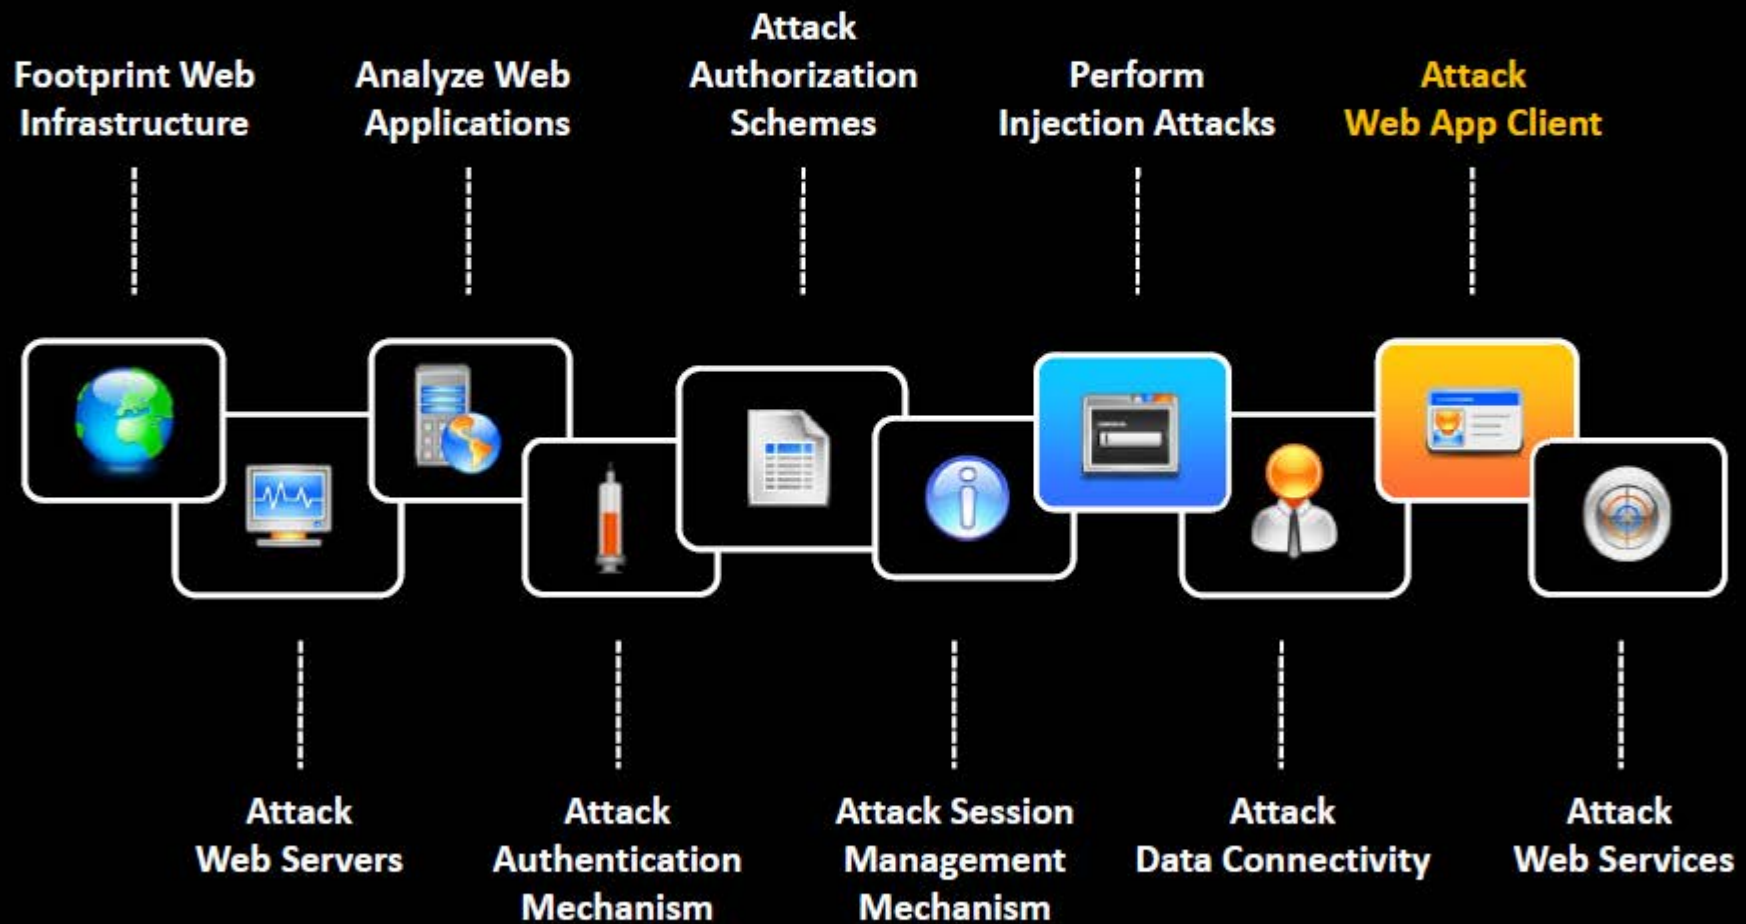 Footprint Web
Infrastructure
Analyze Web
Applications
Attack
Authorization
Schemes
Perform
Injection Attacks
Attack
Web App Client
Attack
Web Servers
Attack
Authentication
Mechanism
Attack Session
Management
Mechanism
Attack
Data Connectivity
Attack
Web Services